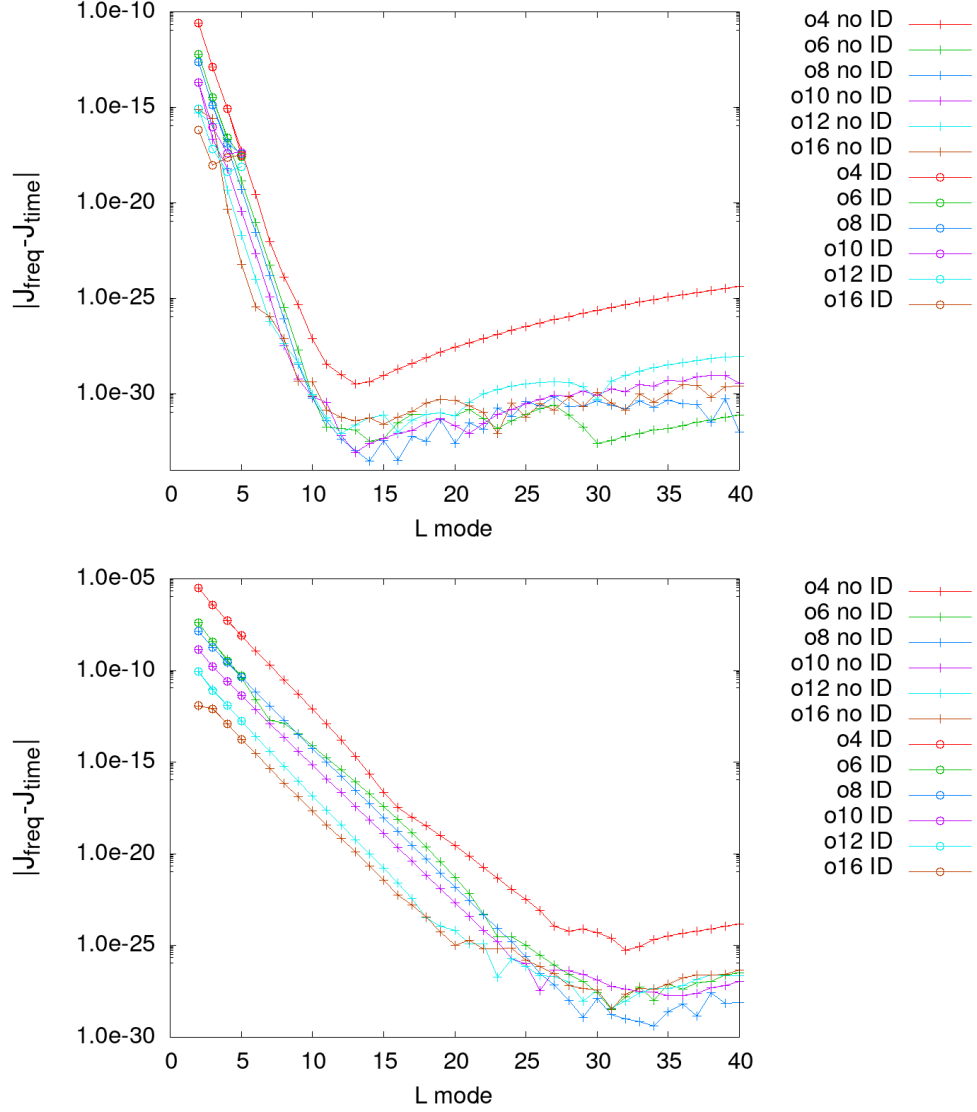 1.0e-10
1.0e-15
1.0e-20
1.0e-25
1.0e-30
|J_freq-J_time|
0 5 10 15 20 25 30 35 40
L mode
o4 no ID
o6 no ID
o8 no ID
o10 no ID
o12 no ID
o16 no ID
o4 ID
o6 ID
o8 ID
o10 ID
o12 ID
o16 ID
1.0e-05
1.0e-10
1.0e-15
1.0e-20
1.0e-25
1.0e-30
|J_freq-J_time|
0 5 10 15 20 25 30 35 40
L mode
o4 no ID
o6 no ID
o8 no ID
o10 no ID
o12 no ID
o16 no ID
o4 ID
o6 ID
o8 ID
o10 ID
o12 ID
o16 ID